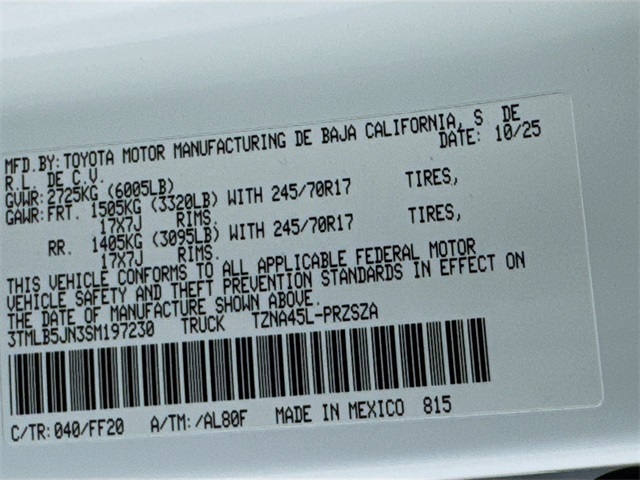 MFD.BY:TOYOTA MOTOR MANUFACTURING DE BAJA CALIFORNIA, S DE
R.L. DE C.V. DATE: 10/25
GVWR:2725KG (6005LB)
GAWR:FRT. 1505KG (3320LB) WITH 245/70R17 TIRES,
17X7J RIMS.
RR. 1405KG (3095LB) WITH 245/70R17 TIRES,
17X7J RIMS.
THIS VEHICLE CONFORMS TO ALL APPLICABLE FEDERAL MOTOR
VEHICLE SAFETY AND THEFT PREVENTION STANDARDS IN EFFECT ON
THE DATE OF MANUFACTURE SHOWN ABOVE.
3TMLB5JN3SM197230 TRUCK TZNA45L-PRZSZA
C/TR:040/FF20 A/TM:/AL80F MADE IN MEXICO 815